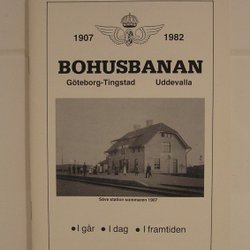 1907 1982
BOHUSBANAN
Göteborg-Tingstad Uddevalla
Säve station sommaren 1907
• I går • I dag • I framtiden